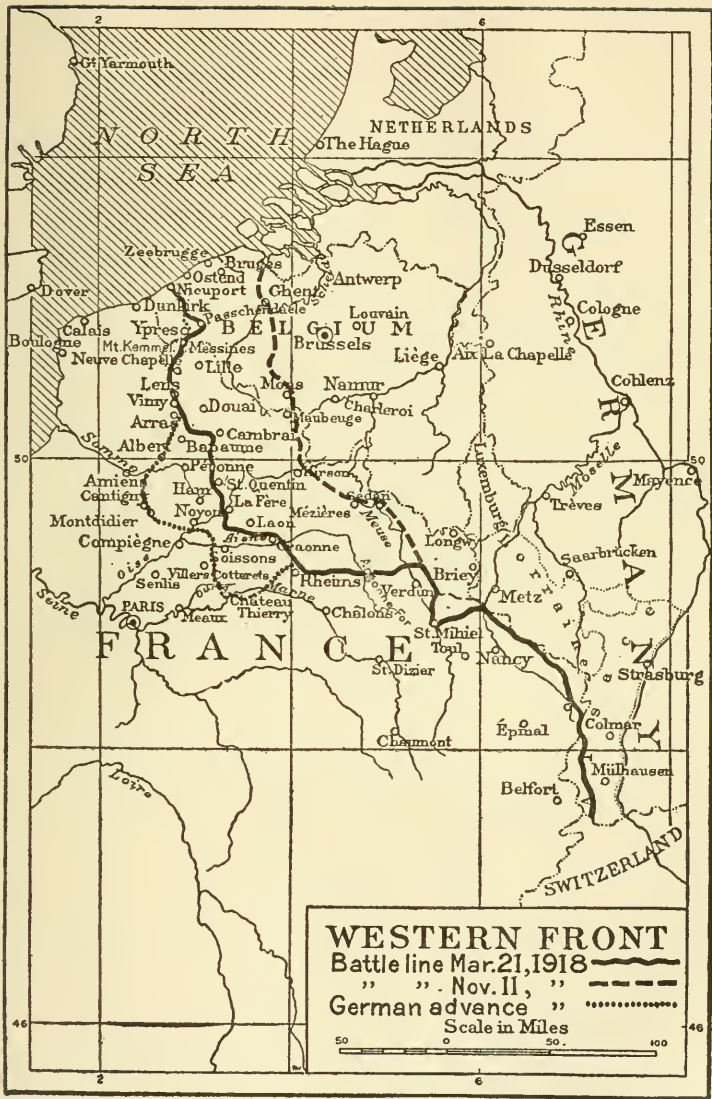 2
6
Gt Yarmouth
NORTH
SEA
NETHERLANDS
The Hague
Essen
Dusseldorf
Zeebrugge
Bruges
Ostend
Antwerp
Dover
Nieuport
Ghent
Rhine
Cologne
Dunkirk
Passchendaele
Louvain
Calais
Ypres
BELGIUM
Brussels
Boulogne
Mt. Kemmel
Messines
Neuve Chapelle
Lille
Liège
Aix La Chapelle
GERMANY
Lens
Mons
Namur
Coblenz
Vimy
Douai
Charleroi
Arras
Maubeuge
Albert
Cambrai
Bapaume
Somme
50
Luxemburg
Moselle
Mayence
Peronne
Hirson
Amiens
Ham
St. Quentin
Sedan
Trèves
Cantigny
La Fère
Mézières
Noyon
Meuse
Montdidier
Laon
Longwy
Compiègne
Aisne
Craonne
Saarbrücken
Oise
Soissons
Briey
Lorraine
Senlis
Villers Cotterets
Rheims
Verdun
Metz
Seine
Ourcq
Marne
PARIS
Meaux
Château
Thierry
Châlons
St. Mihiel
FRANCE
Toul
Nancy
Strasburg
St. Dizier
Épinal
Colmar
Chaumont
Loire
Mülhausen
Belfort
SWITZERLAND
WESTERN FRONT
Battle line Mar. 21, 1918
" " . Nov. 11, "
German advance "
Scale in Miles
50 0 50. 100
46
46
2
6